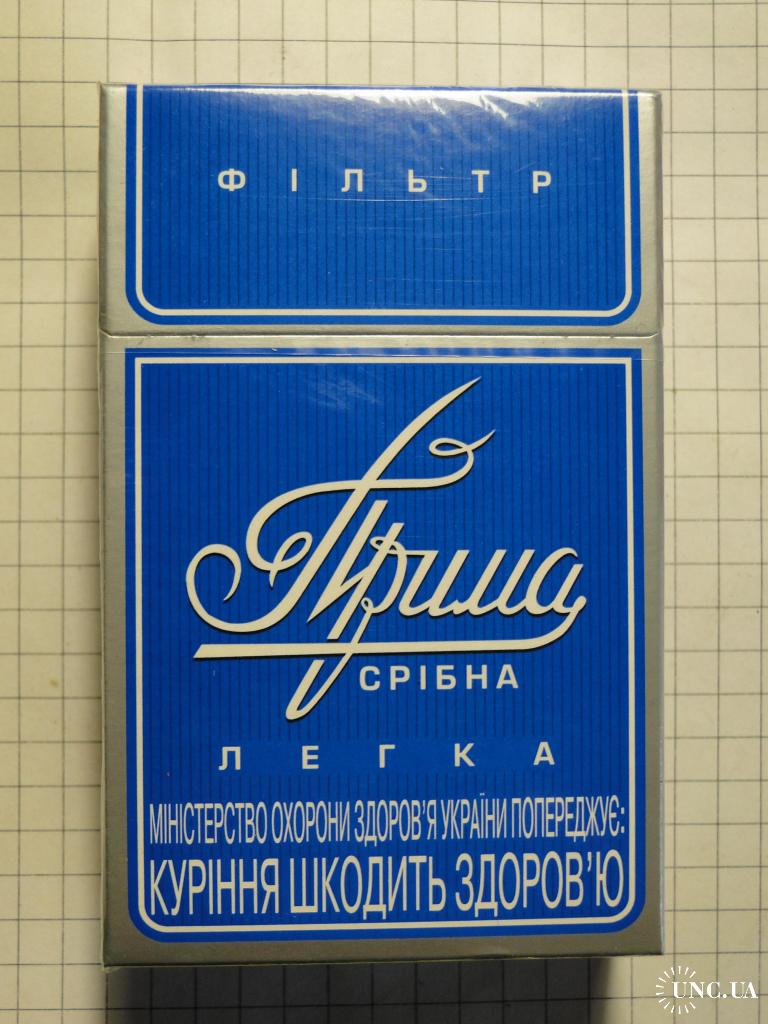 ФІЛЬТР
Прима
СРІБНА
ЛЕГКА
МІНІСТЕРСТВО ОХОРОНИ ЗДОРОВ'Я УКРАЇНИ ПОПЕРЕДЖУЄ:
КУРІННЯ ШКОДИТЬ ЗДОРОВ'Ю
UNC.UA